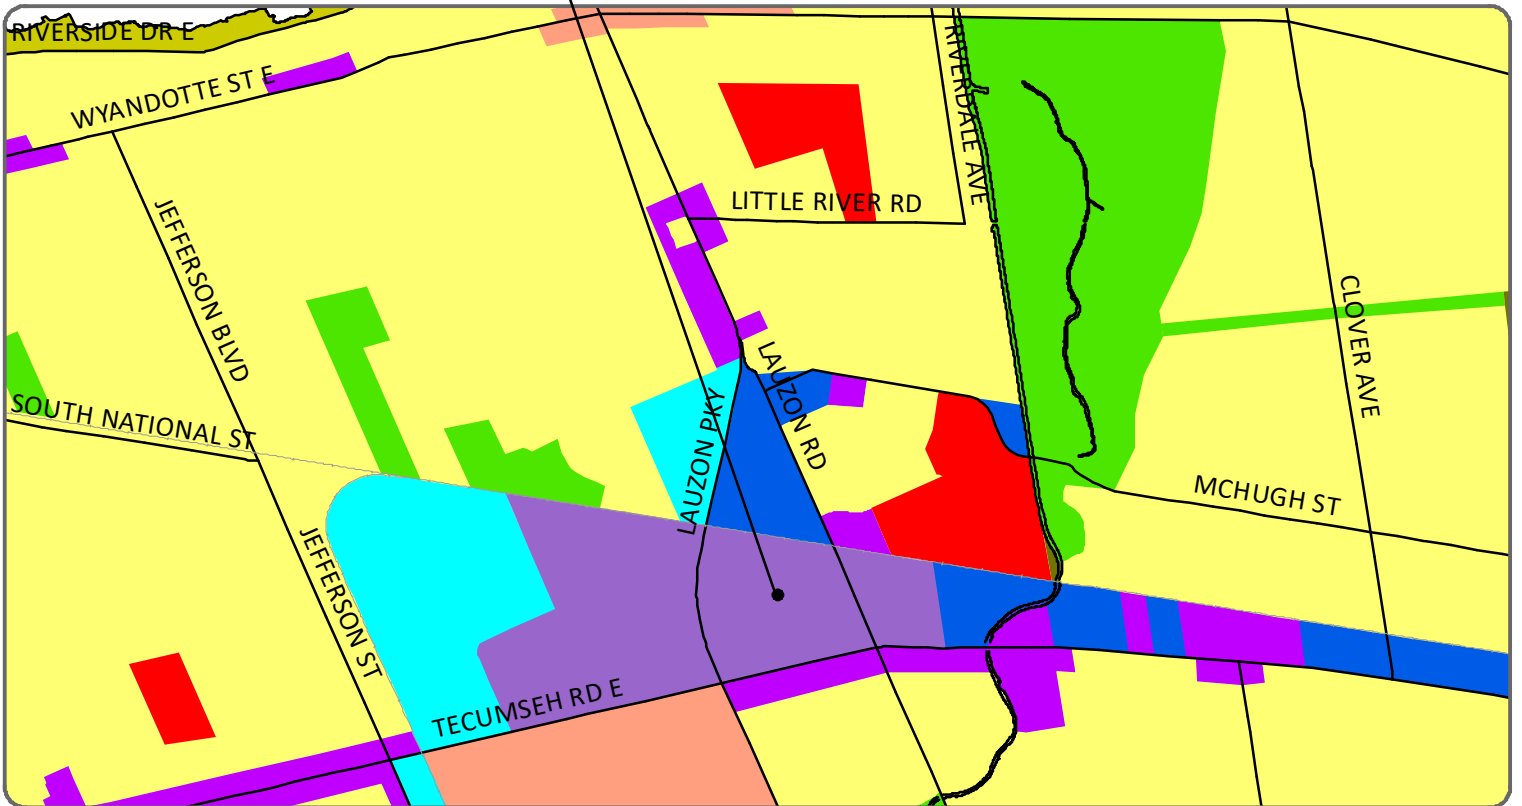 RIVERSIDE DR E
WYANDOTTE ST E
RIVERDALE AVE
LITTLE RIVER RD
JEFFERSON BLVD
CLOVER AVE
LAUZON RD
LAUZON PKY
SOUTH NATIONAL ST
MCHUGH ST
JEFFERSON ST
TECUMSEH RD E